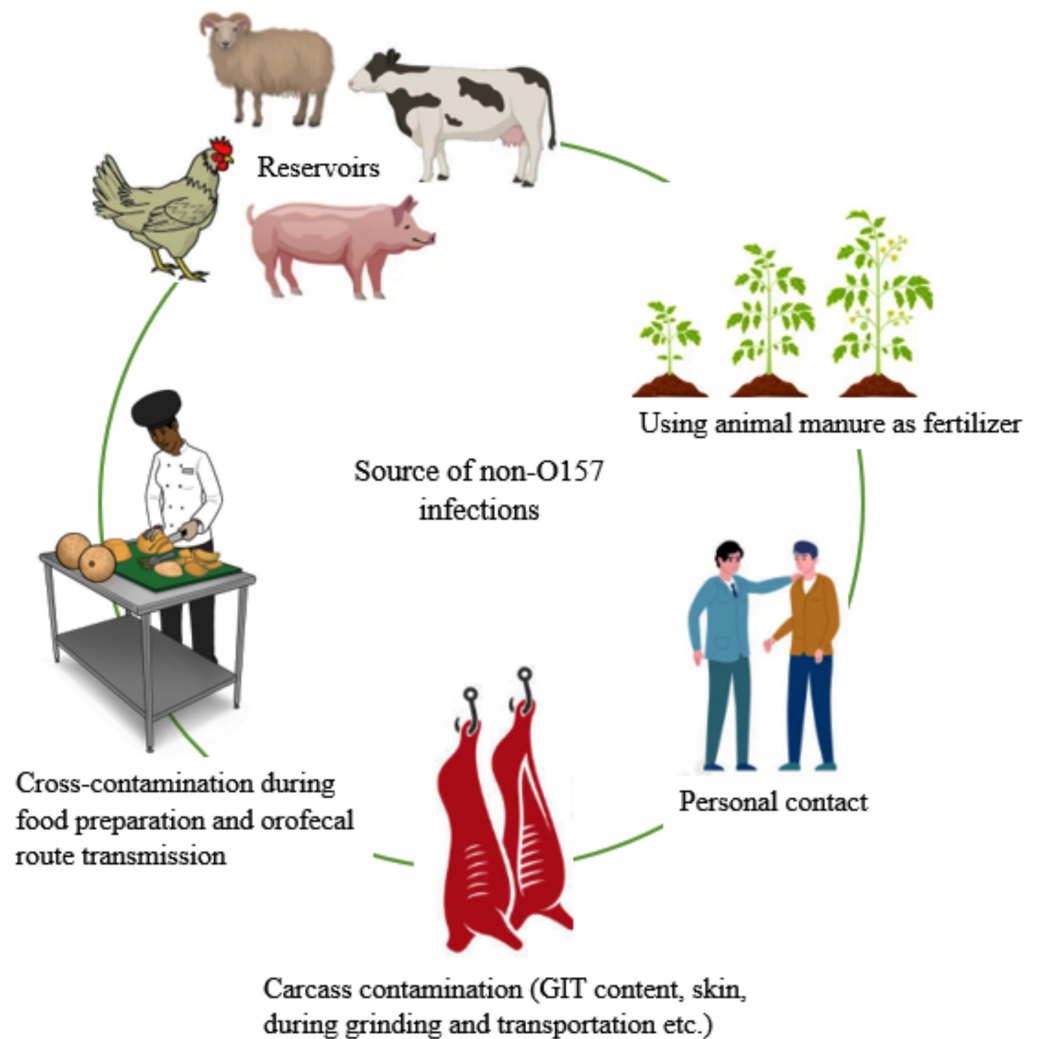 Reservoirs
Using animal manure as fertilizer
Source of non-O157
infections
Personal contact
Cross-contamination during
food preparation and orofecal
route transmission
Carcass contamination (GIT content, skin,
during grinding and transportation etc.)